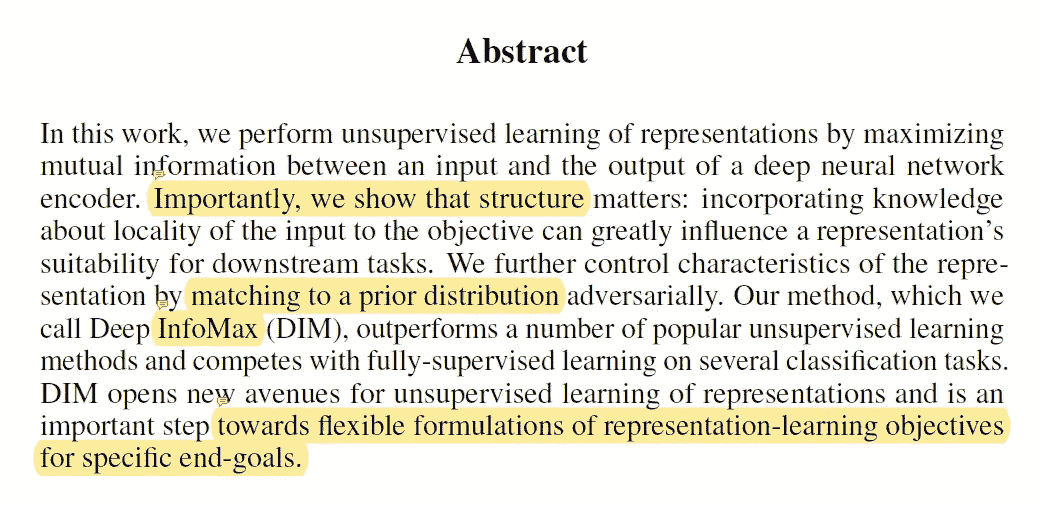 Abstract
In this work, we perform unsupervised learning of representations by maximizing
mutual information between an input and the output of a deep neural network
encoder. Importantly, we show that structure matters: incorporating knowledge
about locality of the input to the objective can greatly influence a representation's
suitability for downstream tasks. We further control characteristics of the repre-
sentation by matching to a prior distribution adversarially. Our method, which we
call Deep InfoMax (DIM), outperforms a number of popular unsupervised learning
methods and competes with fully-supervised learning on several classification tasks.
DIM opens new avenues for unsupervised learning of representations and is an
important step towards flexible formulations of representation-learning objectives
for specific end-goals.